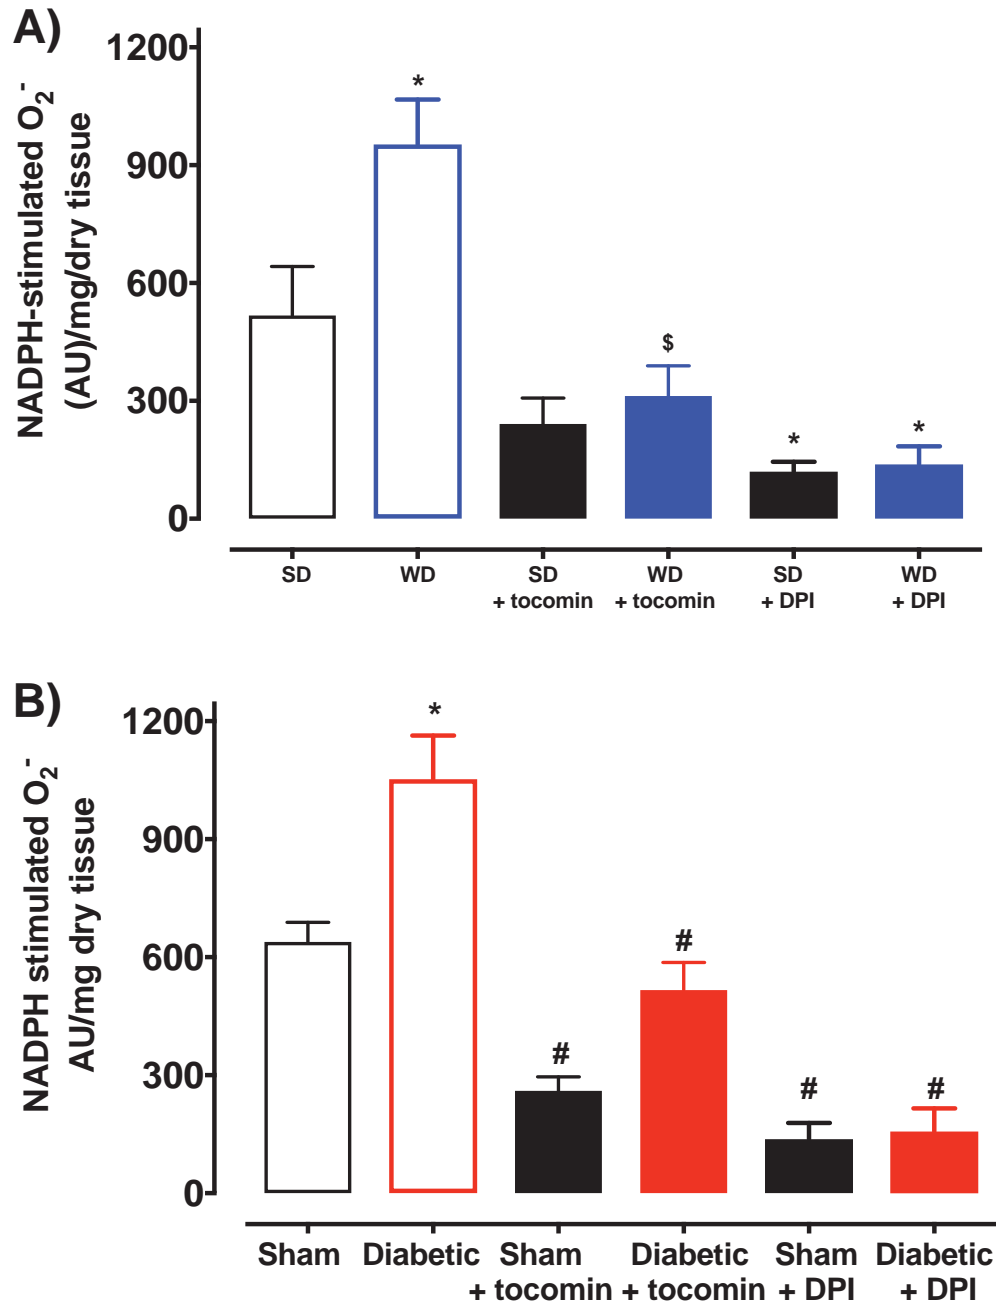 A)
NADPH-stimulated O₂⁻
(AU)/mg/dry tissue
1200
900
600
300
0
*
$
*
*
SD
WD
SD
+ tocomin
WD
+ tocomin
SD
+ DPI
WD
+ DPI
B)
NADPH stimulated O₂⁻
AU/mg dry tissue
1200
900
600
300
0
*
#
#
#
#
Sham
Diabetic
Sham
+ tocomin
Diabetic
+ tocomin
Sham
+ DPI
Diabetic
+ DPI